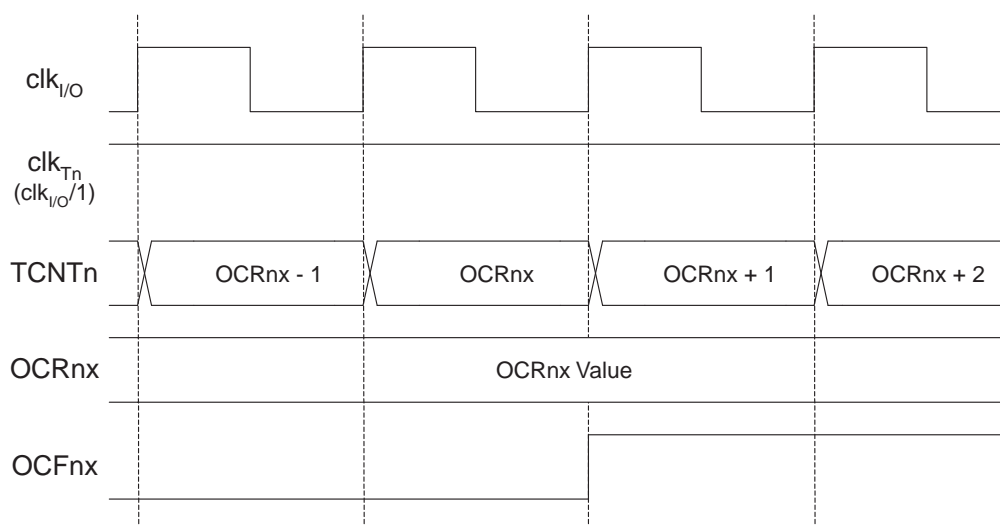 clkI/O
clkTn
(clkI/O/1)
TCNTn
OCRnx - 1
OCRnx
OCRnx + 1
OCRnx + 2
OCRnx
OCRnx Value
OCFnx